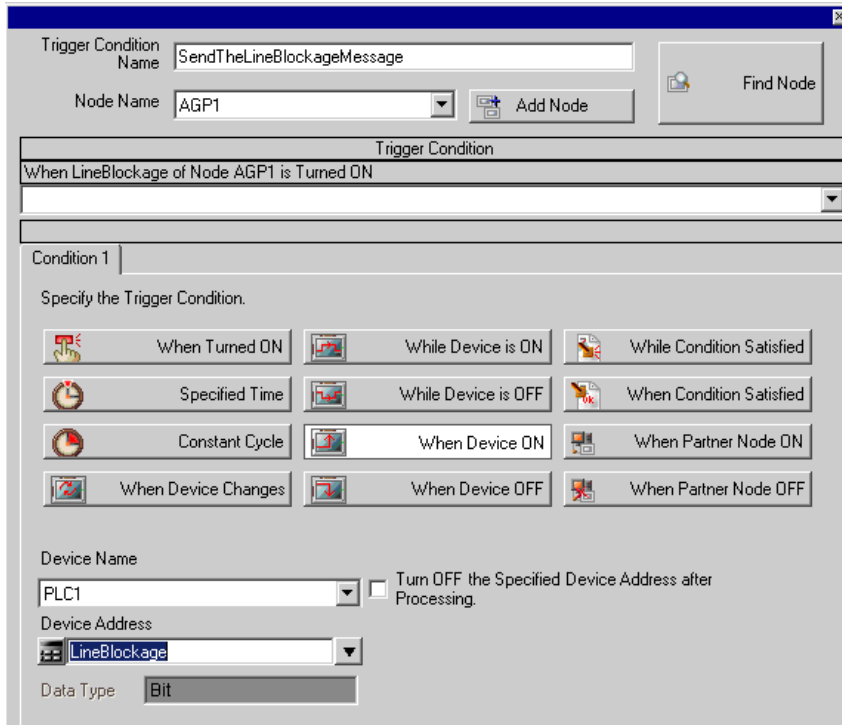 Trigger Condition
Name
SendTheLineBlockageMessage
Find Node
Node Name
AGP1
Add Node
Trigger Condition
When LineBlockage of Node AGP1 is Turned ON
Condition 1
Specify the Trigger Condition.
When Turned ON
While Device is ON
While Condition Satisfied
Specified Time
While Device is OFF
When Condition Satisfied
Constant Cycle
When Device ON
When Partner Node ON
When Device Changes
When Device OFF
When Partner Node OFF
Device Name
PLC1
Turn OFF the Specified Device Address after
Processing.
Device Address
LineBlockage
Data Type
Bit